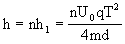 h = nh₁ = nU₀qT² / 4md